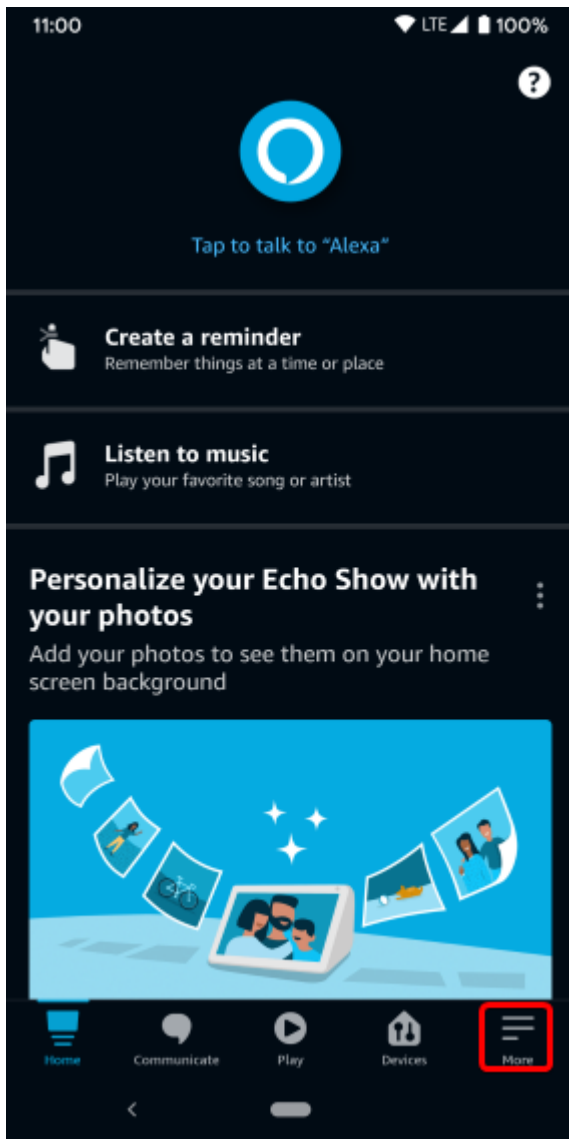 11:00 LTE 100%
?
Tap to talk to “Alexa”
Create a reminder
Remember things at a time or place
Listen to music
Play your favorite song or artist
Personalize your Echo Show with
your photos
Add your photos to see them on your home
screen background
Home Communicate Play Devices More